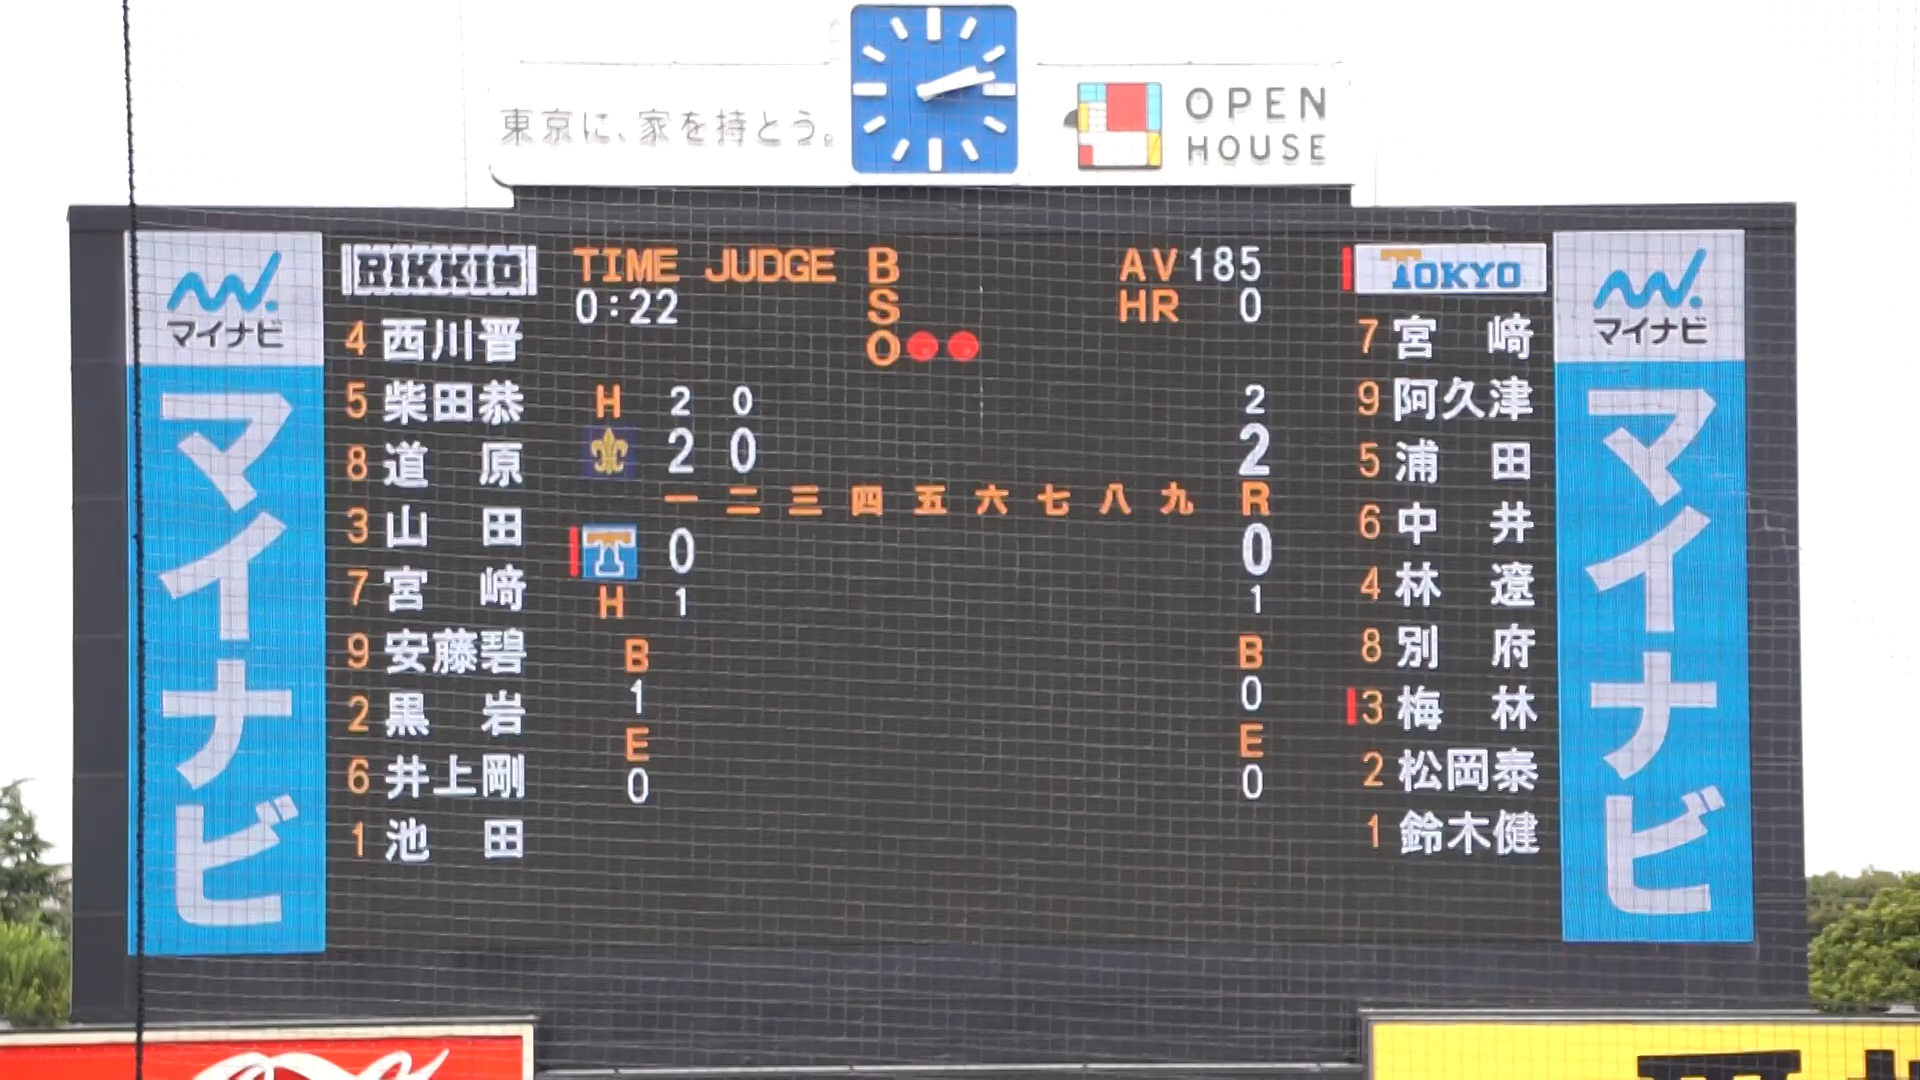 東京に、家を持とう。
OPEN
HOUSE
マイナビ
マイナビ
RIKKIO
4 西川晋
5 柴田恭
8 道原
3 山田
7 宮﨑
9 安藤碧
2 黒岩
6 井上剛
1 池田
TIME JUDGE B
0:22 S
O
AV 185
HR 0
H 2 0 2
2 0 2
一 二 三 四 五 六 七 八 九 R
T 0 0
H 1 1
B B
1 0
E E
0 0
TOKYO
7 宮﨑
9 阿久津
5 浦田
6 中井
4 林遼
8 別府
3 梅林
2 松岡泰
1 鈴木健
マイナビ
マイナビ